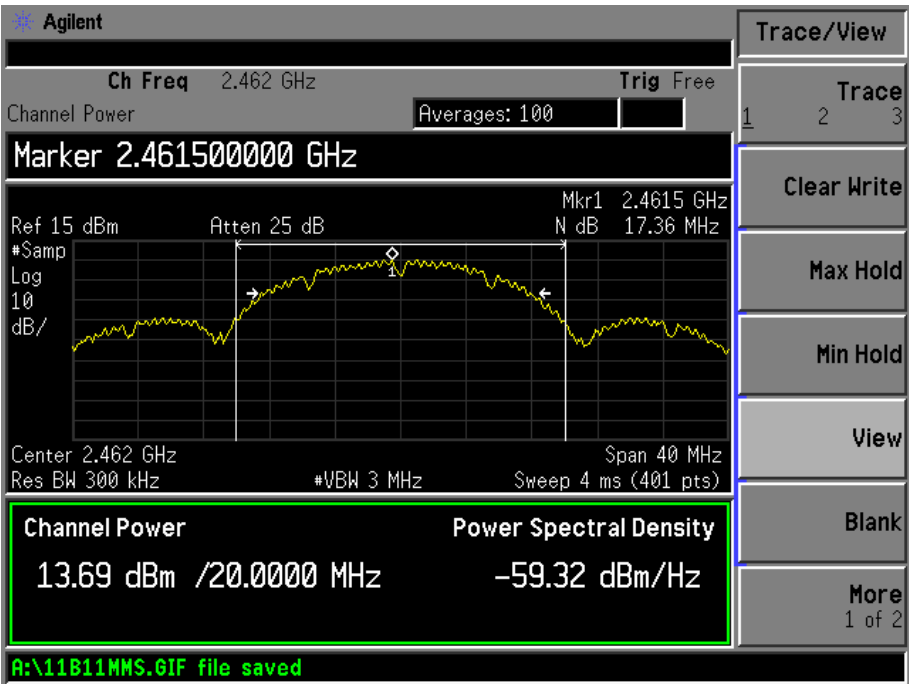 Agilent
Ch Freq 2.462 GHz Trig Free
Channel Power Averages: 100
Marker 2.461500000 GHz
Mkr1 2.4615 GHz
Ref 15 dBm Atten 25 dB N dB 17.36 MHz
#Samp
Log
10
dB/
1
Center 2.462 GHz Span 40 MHz
Res BW 300 kHz #VBW 3 MHz Sweep 4 ms (401 pts)
Channel Power Power Spectral Density
13.69 dBm /20.0000 MHz -59.32 dBm/Hz
A:\11B11MMS.GIF file saved
Trace/View
Trace
1 2 3
Clear Write
Max Hold
Min Hold
View
Blank
More
1 of 2